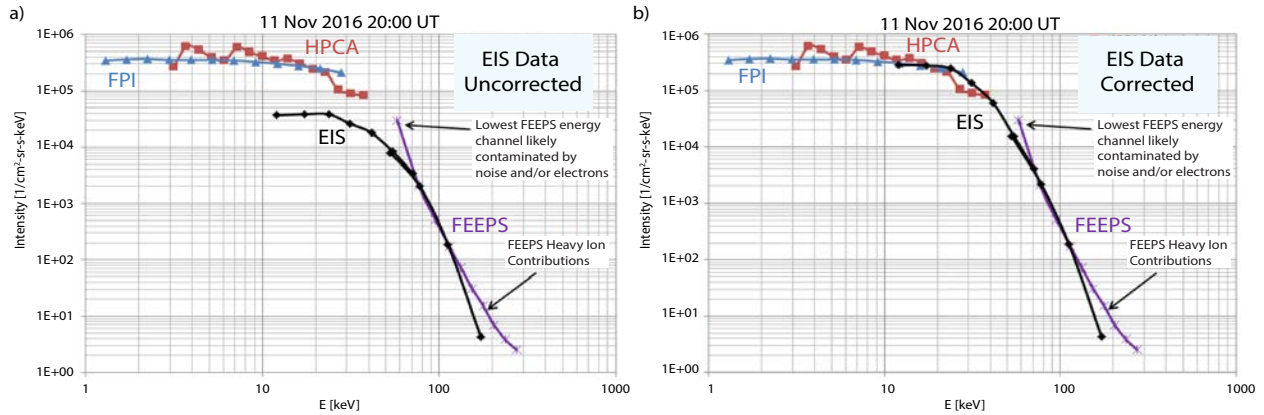 a)
11 Nov 2016 20:00 UT
1E+06
1E+05
1E+04
1E+03
1E+02
1E+01
1E+00
Intensity [1/cm²-sr-s-keV]
HPCA
FPI
EIS Data
Uncorrected
EIS
Lowest FEEPS energy
channel likely
contaminated by
noise and/or electrons
FEEPS
FEEPS Heavy Ion
Contributions
1
10
100
1000
E [keV]
b)
11 Nov 2016 20:00 UT
1E+06
1E+05
1E+04
1E+03
1E+02
1E+01
1E+00
Intensity [1/cm²-sr-s-keV]
HPCA
FPI
EIS Data
Corrected
EIS
Lowest FEEPS energy
channel likely
contaminated by
noise and/or electrons
FEEPS
FEEPS Heavy Ion
Contributions
1
10
100
1000
E [keV]